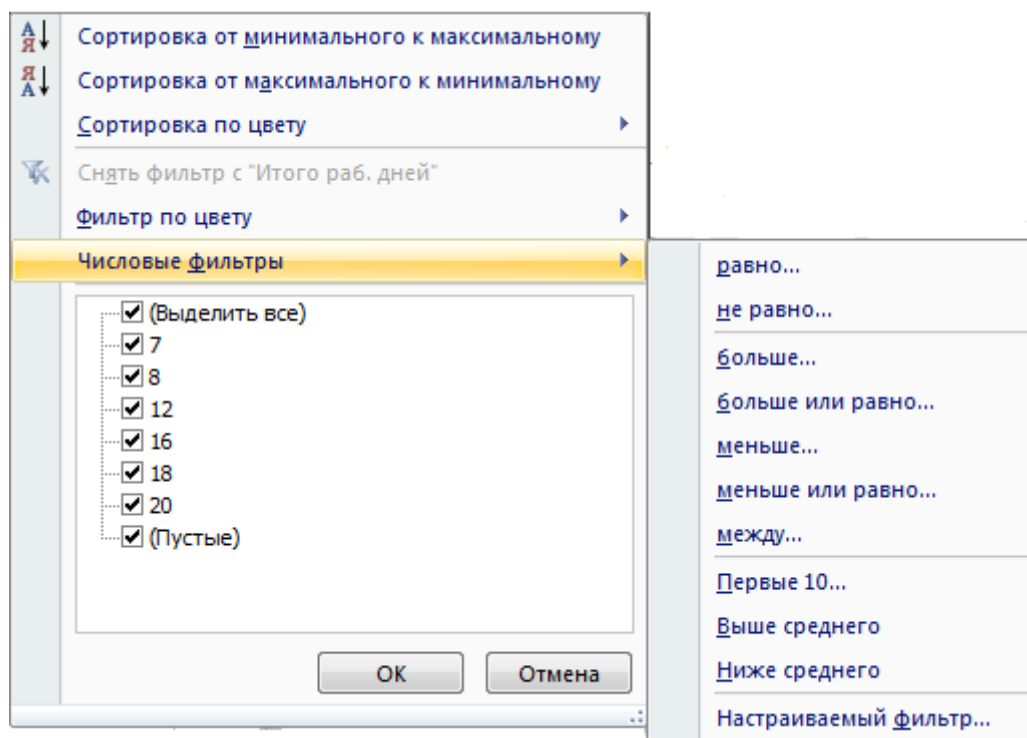 Сортировка от минимального к максимальному
Сортировка от максимального к минимальному
Сортировка по цвету
Снять фильтр с "Итого раб. дней"
Фильтр по цвету
Числовые фильтры
(Выделить все)
7
8
12
16
18
20
(Пустые)
ОК
Отмена
равно...
не равно...
больше...
больше или равно...
меньше...
меньше или равно...
между...
Первые 10...
Выше среднего
Ниже среднего
Настраиваемый фильтр...